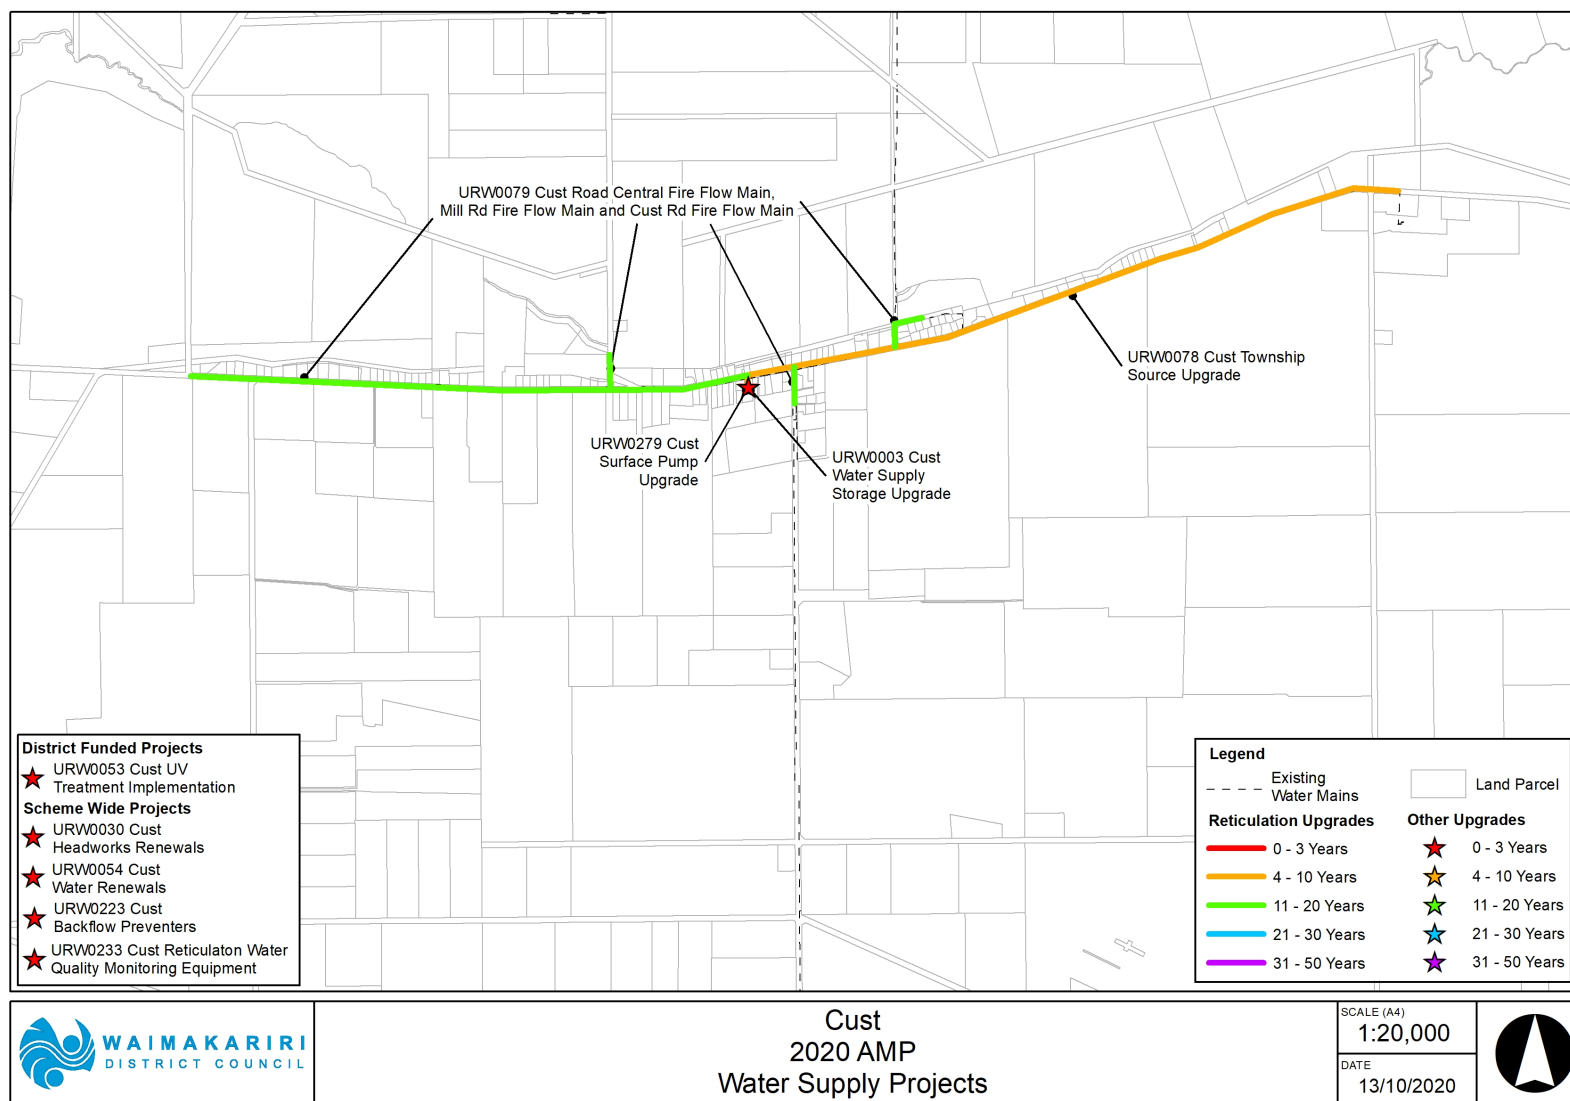 URW0079 Cust Road Central Fire Flow Main,
Mill Rd Fire Flow Main and Cust Rd Fire Flow Main
URW0078 Cust Township
Source Upgrade
URW0279 Cust
Surface Pump
Upgrade
URW0003 Cust
Water Supply
Storage Upgrade
District Funded Projects
URW0053 Cust UV
Treatment Implementation
Scheme Wide Projects
URW0030 Cust
Headworks Renewals
URW0054 Cust
Water Renewals
URW0223 Cust
Backflow Preventers
URW0233 Cust Reticulaton Water
Quality Monitoring Equipment
Legend
Existing
Water Mains
Land Parcel
Reticulation Upgrades
0 - 3 Years
4 - 10 Years
11 - 20 Years
21 - 30 Years
31 - 50 Years
Other Upgrades
0 - 3 Years
4 - 10 Years
11 - 20 Years
21 - 30 Years
31 - 50 Years
WAIMAKARIRI
DISTRICT COUNCIL
Cust
2020 AMP
Water Supply Projects
SCALE (A4)
1:20,000
DATE
13/10/2020